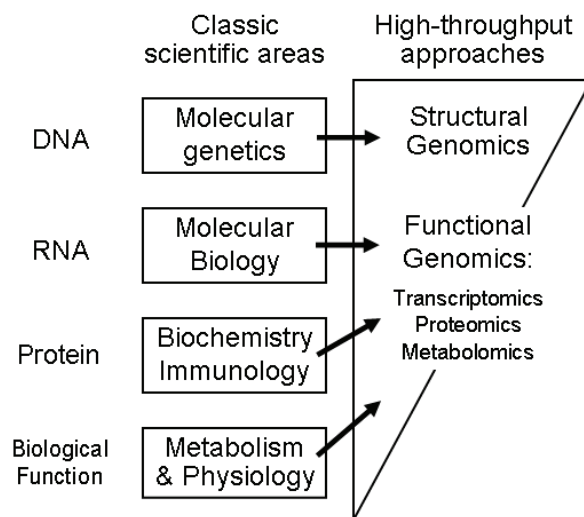 Classic
scientific areas
High-throughput
approaches
DNA
Molecular
genetics
Structural
Genomics
RNA
Molecular
Biology
Functional
Genomics:
Transcriptomics
Proteomics
Metabolomics
Protein
Biochemistry
Immunology
Biological
Function
Metabolism
& Physiology